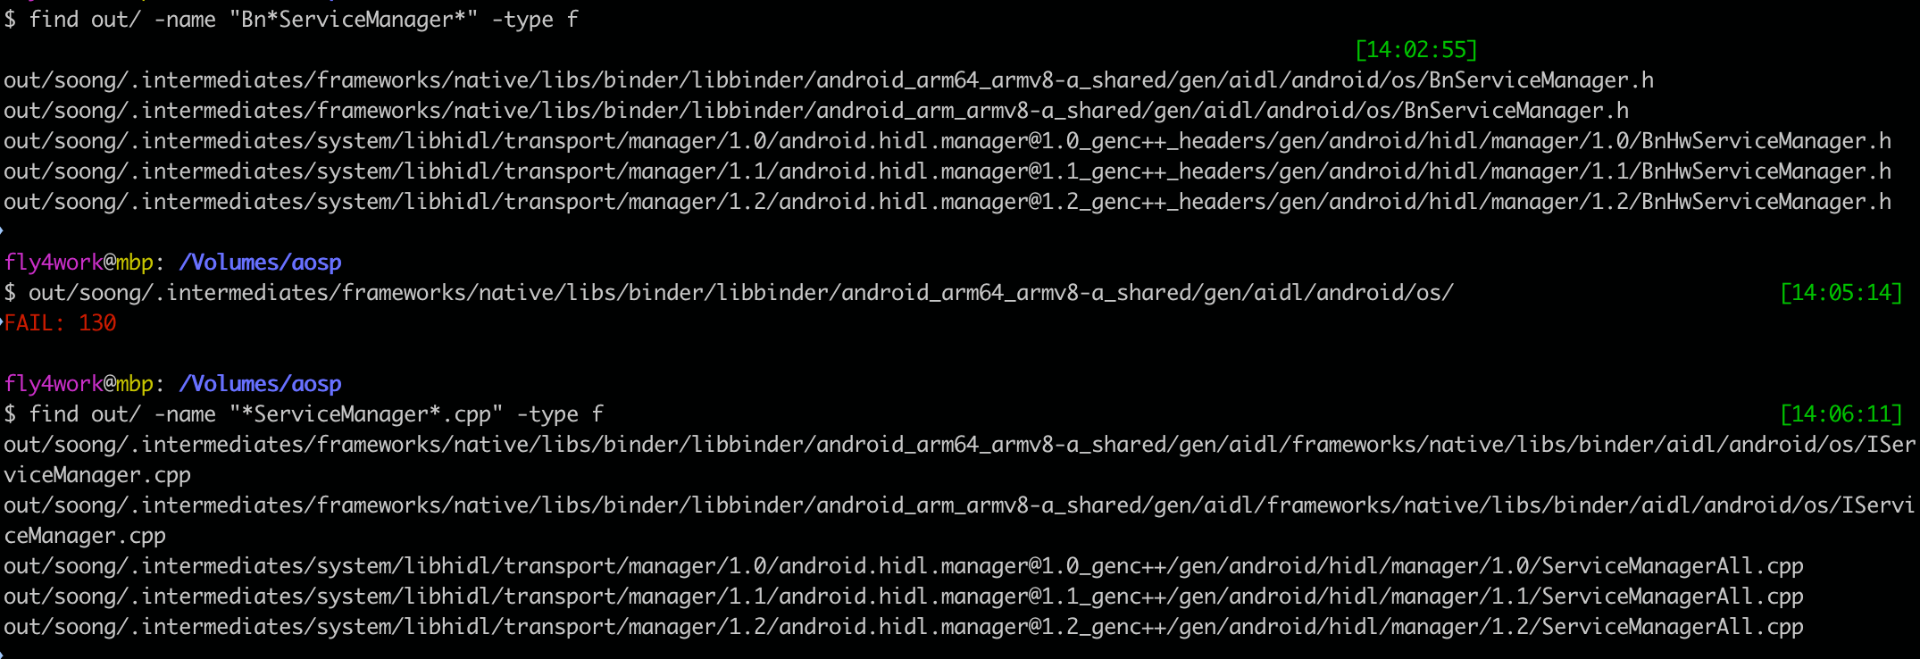 $ find out/ -name "Bn*ServiceManager*" -type f
[14:02:55]
out/soong/.intermediates/frameworks/native/libs/binder/libbinder/android_arm64_armv8-a_shared/gen/aidl/android/os/BnServiceManager.h
out/soong/.intermediates/frameworks/native/libs/binder/libbinder/android_arm_armv8-a_shared/gen/aidl/android/os/BnServiceManager.h
out/soong/.intermediates/system/libhidl/transport/manager/1.0/android.hidl.manager@1.0_genc++_headers/gen/android/hidl/manager/1.0/BnHwServiceManager.h
out/soong/.intermediates/system/libhidl/transport/manager/1.1/android.hidl.manager@1.1_genc++_headers/gen/android/hidl/manager/1.1/BnHwServiceManager.h
out/soong/.intermediates/system/libhidl/transport/manager/1.2/android.hidl.manager@1.2_genc++_headers/gen/android/hidl/manager/1.2/BnHwServiceManager.h
fly4work@mbp: /Volumes/aosp
$ out/soong/.intermediates/frameworks/native/libs/binder/libbinder/android_arm64_armv8-a_shared/gen/aidl/android/os/ [14:05:14]
FAIL: 130
fly4work@mbp: /Volumes/aosp
$ find out/ -name "*ServiceManager*.cpp" -type f [14:06:11]
out/soong/.intermediates/frameworks/native/libs/binder/libbinder/android_arm64_armv8-a_shared/gen/aidl/frameworks/native/libs/binder/aidl/android/os/ISer
viceManager.cpp
out/soong/.intermediates/frameworks/native/libs/binder/libbinder/android_arm_armv8-a_shared/gen/aidl/frameworks/native/libs/binder/aidl/android/os/IServi
ceManager.cpp
out/soong/.intermediates/system/libhidl/transport/manager/1.0/android.hidl.manager@1.0_genc++/gen/android/hidl/manager/1.0/ServiceManagerAll.cpp
out/soong/.intermediates/system/libhidl/transport/manager/1.1/android.hidl.manager@1.1_genc++/gen/android/hidl/manager/1.1/ServiceManagerAll.cpp
out/soong/.intermediates/system/libhidl/transport/manager/1.2/android.hidl.manager@1.2_genc++/gen/android/hidl/manager/1.2/ServiceManagerAll.cpp